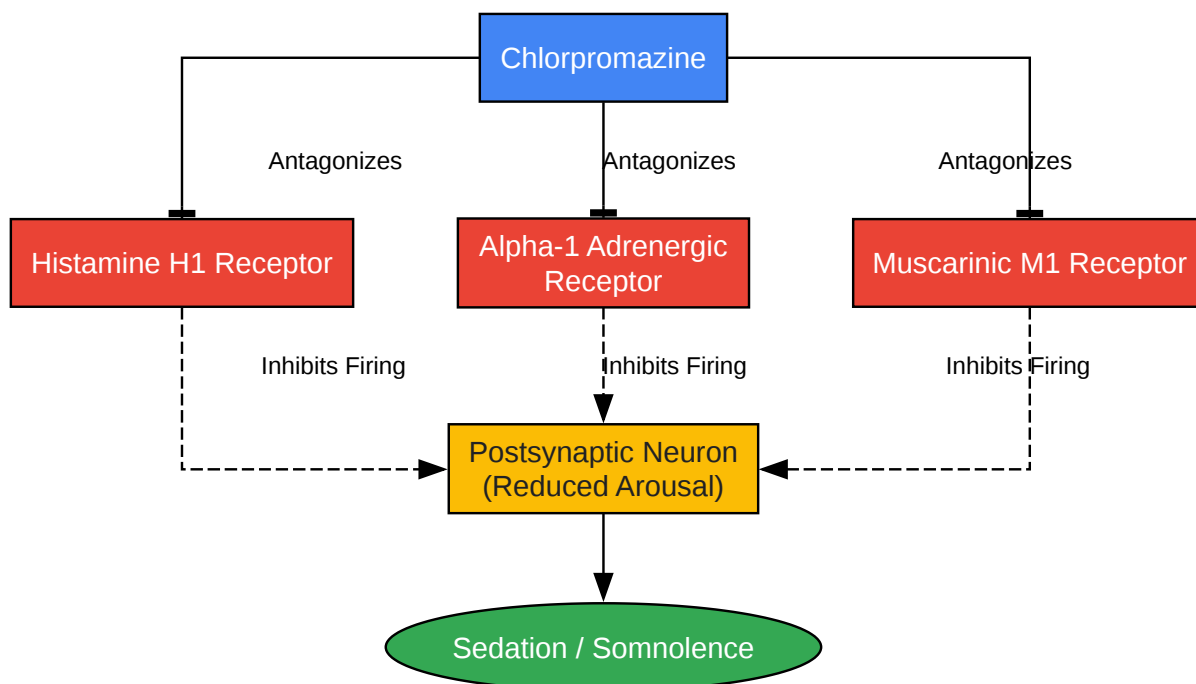 Chlorpromazine
Antagonizes
Antagonizes
Antagonizes
Histamine H1 Receptor
Alpha-1 Adrenergic
Receptor
Muscarinic M1 Receptor
Inhibits Firing
Inhibits Firing
Inhibits Firing
Postsynaptic Neuron
(Reduced Arousal)
Sedation / Somnolence